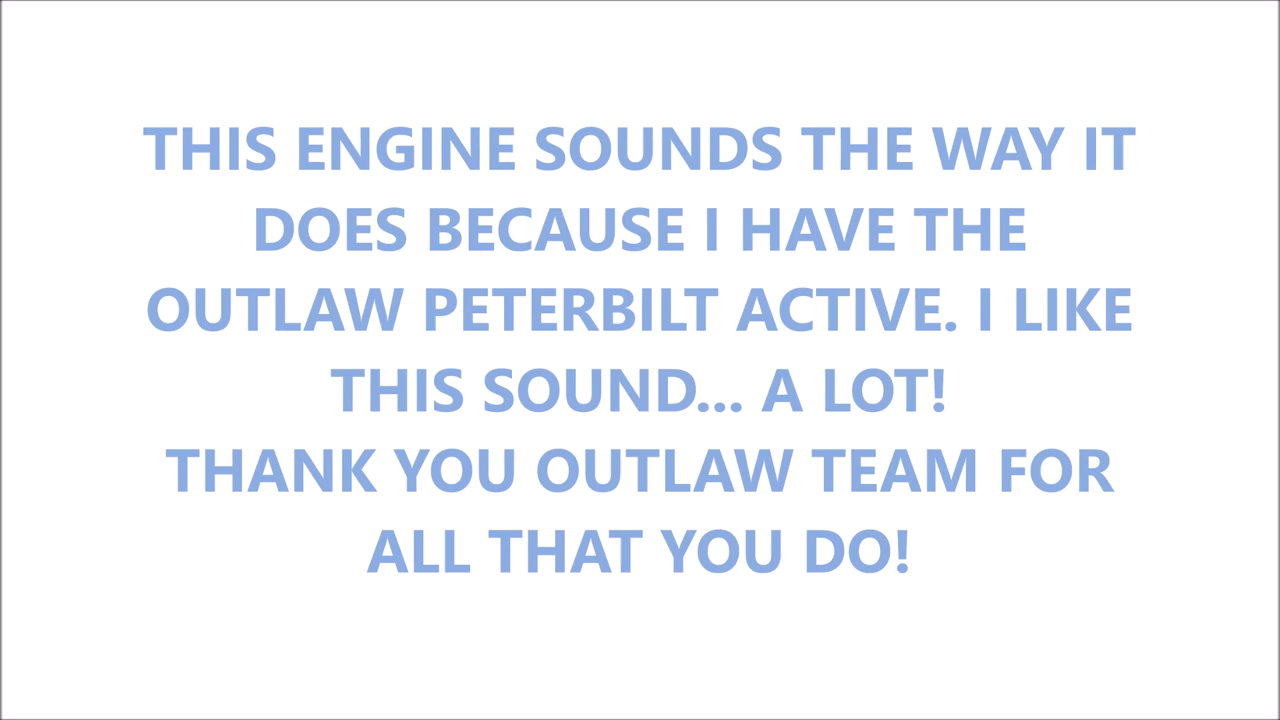 THIS ENGINE SOUNDS THE WAY IT
DOES BECAUSE I HAVE THE
OUTLAW PETERBILT ACTIVE. I LIKE
THIS SOUND... A LOT!
THANK YOU OUTLAW TEAM FOR
ALL THAT YOU DO!